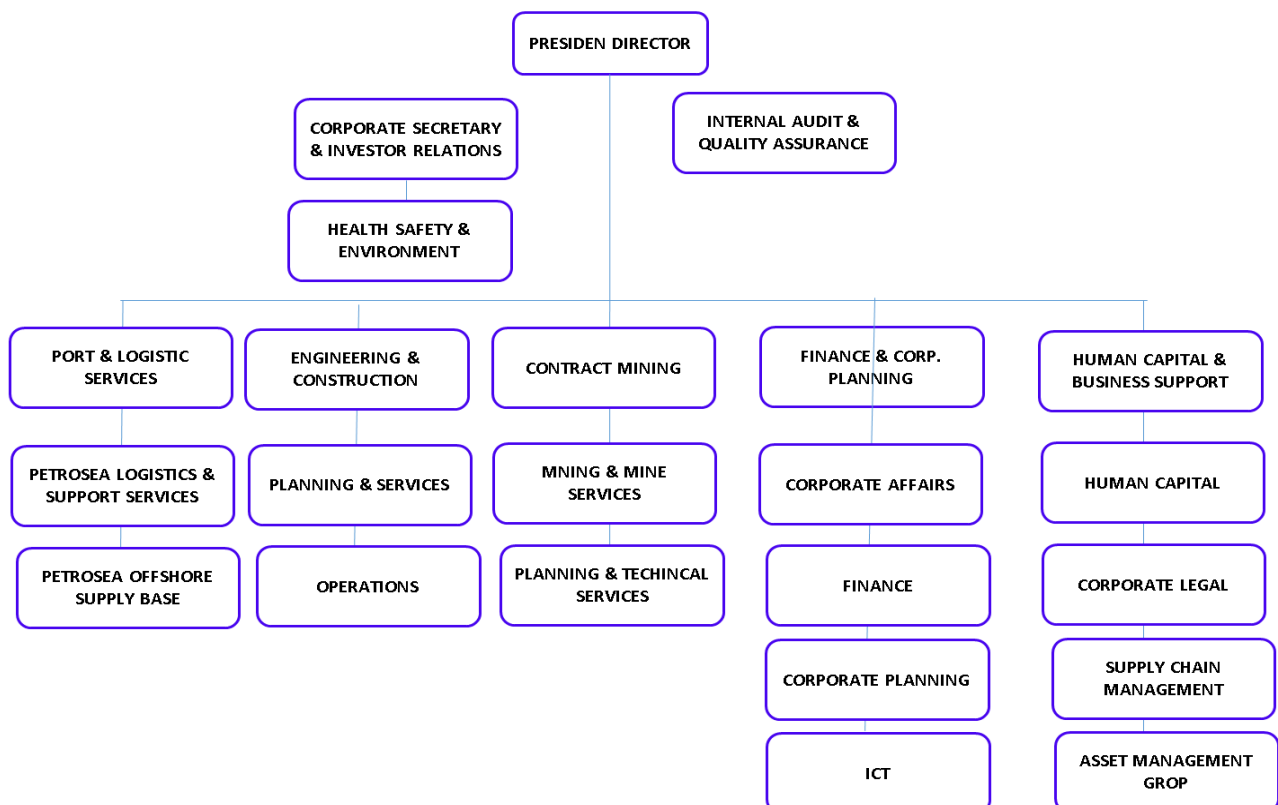 PRESIDEN DIRECTOR
CORPORATE SECRETARY
& INVESTOR RELATIONS
INTERNAL AUDIT &
QUALITY ASSURANCE
HEALTH SAFETY &
ENVIRONMENT
PORT & LOGISTIC
SERVICES
ENGINEERING &
CONSTRUCTION
CONTRACT MINING
FINANCE & CORP.
PLANNING
HUMAN CAPITAL &
BUSINESS SUPPORT
PETROSEA LOGISTICS &
SUPPORT SERVICES
PLANNING & SERVICES
MNING & MINE
SERVICES
CORPORATE AFFAIRS
HUMAN CAPITAL
PETROSEA OFFSHORE
SUPPLY BASE
OPERATIONS
PLANNING & TECHINCAL
SERVICES
FINANCE
CORPORATE LEGAL
CORPORATE PLANNING
SUPPLY CHAIN
MANAGEMENT
ICT
ASSET MANAGEMENT
GROP